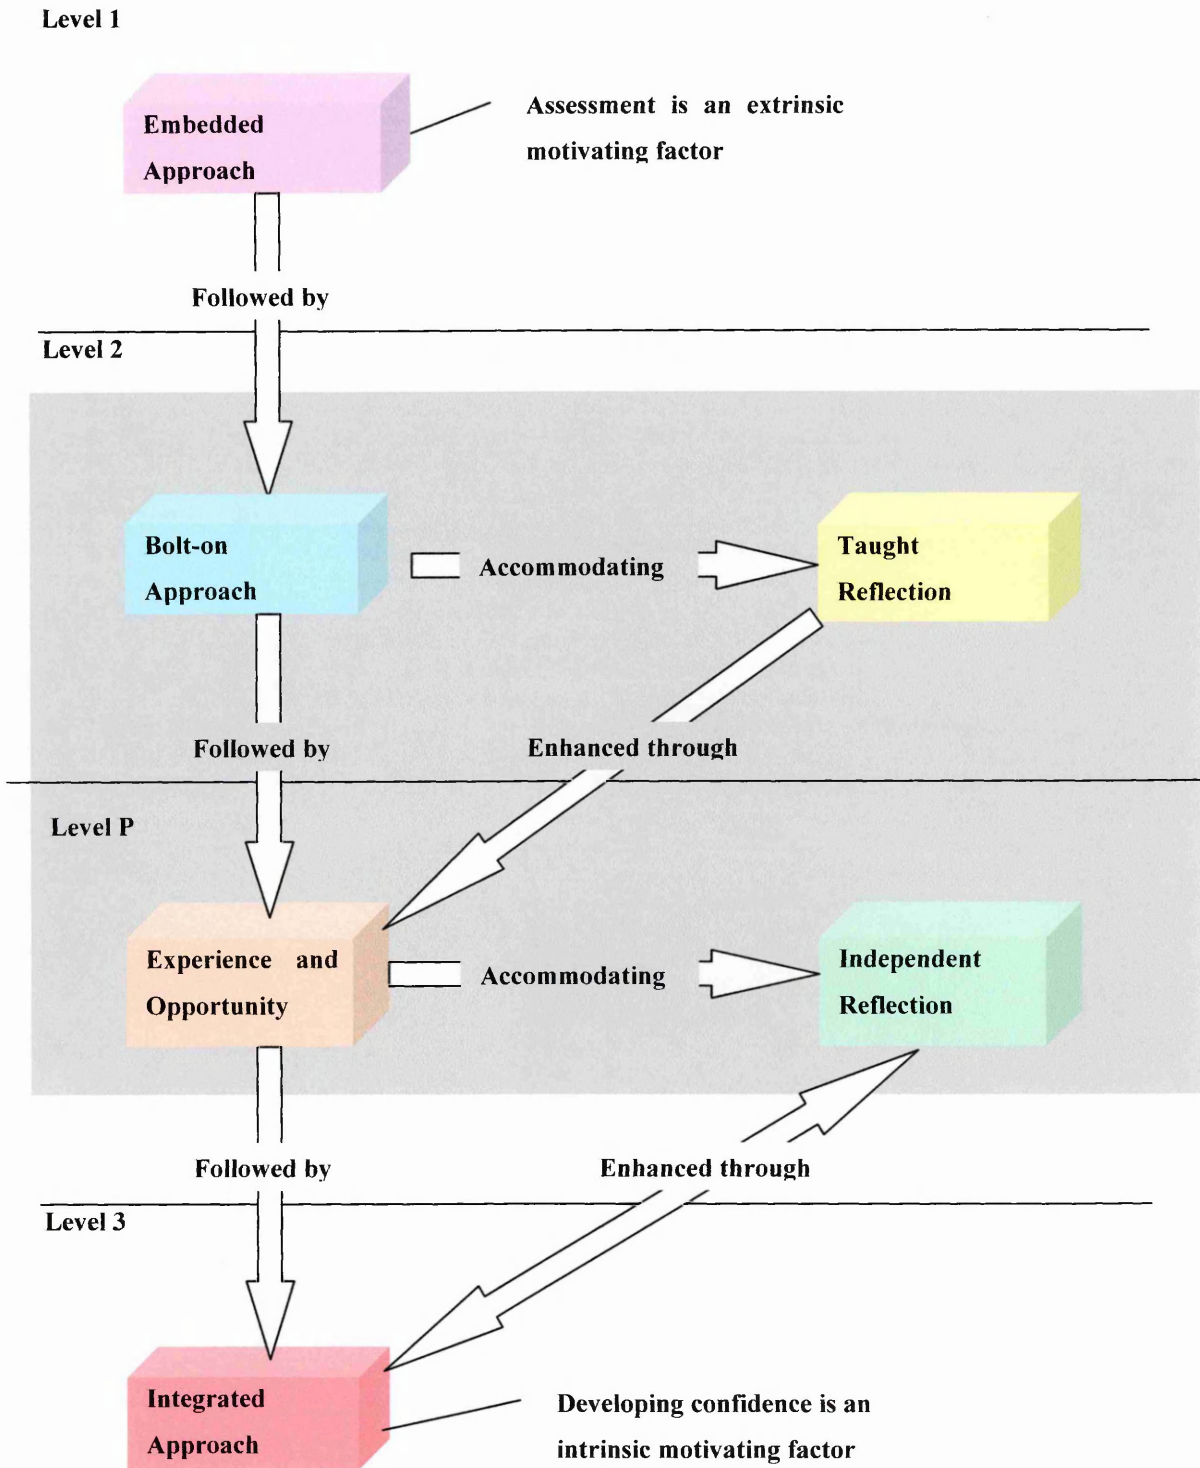 Level 1
Embedded
Approach
Assessment is an extrinsic
motivating factor
Followed by
Level 2
Bolt-on
Approach
Accommodating
Taught
Reflection
Followed by
Enhanced through
Level P
Experience and
Opportunity
Accommodating
Independent
Reflection
Followed by
Enhanced through
Level 3
Integrated
Approach
Developing confidence is an
intrinsic motivating factor